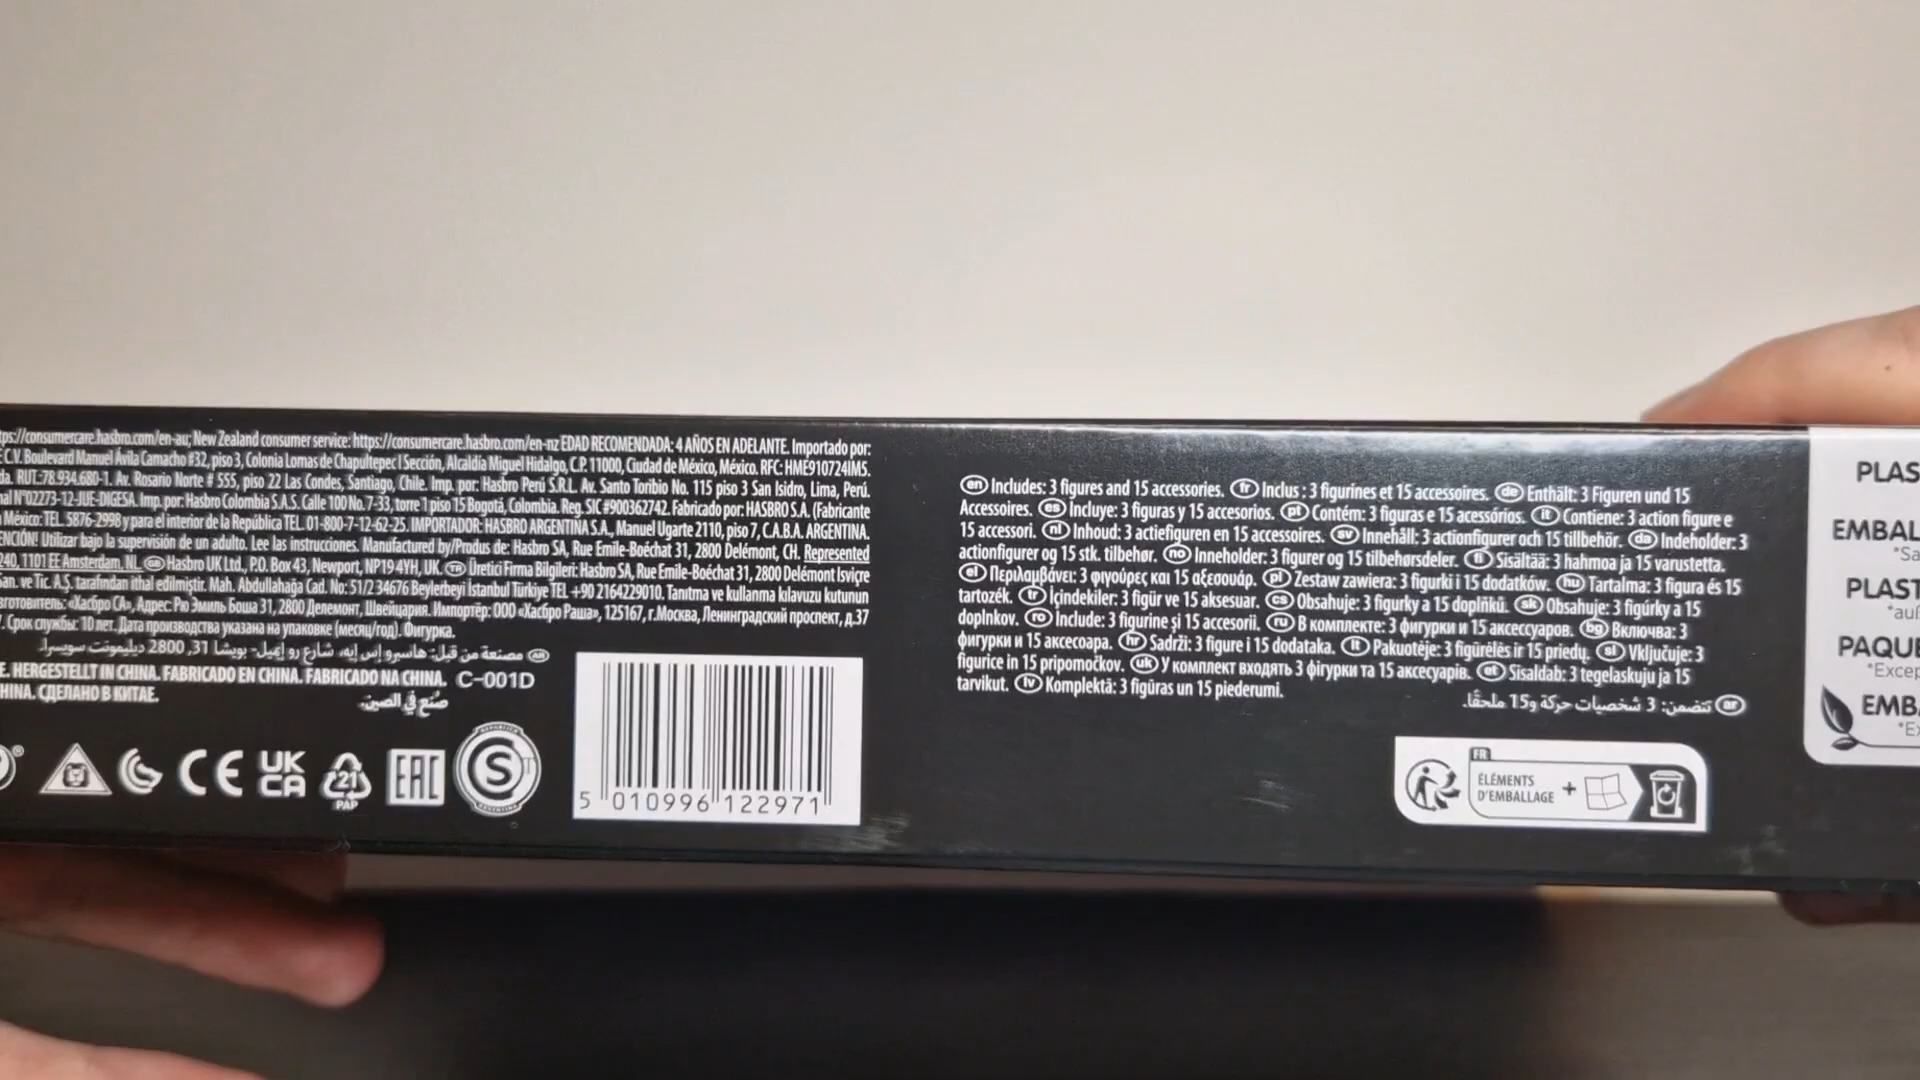 ps://consumercare.hasbro.com/en-au; New Zealand consumer service: https://consumercare.hasbro.com/en-nz EDAD RECOMENDADA: 4 AÑOS EN ADELANTE. Importado por:
C.V. Boulevard Manuel Ávila Camacho #32, piso 3, Colonia Lomas de Chapultepec I Sección, Alcaldía Miguel Hidalgo, C.P. 11000, Ciudad de México, México. RFC: HME910724IM5.
da. RUT.:78.934.680-1. Av. Rosario Norte # 555, piso 22 Las Condes, Santiago, Chile. Imp. por: Hasbro Perú S.R.L. Av. Santo Toribio No. 115 piso 3 San Isidro, Lima, Perú.
al N°02273-12-JUE-DIGESA. Imp. por: Hasbro Colombia S.A.S. Calle 100 No. 7-33, torre 1 piso 15 Bogotá, Colombia. Reg. SIC #900362742. Fabricado por: HASBRO S.A. (Fabricante
México: TEL. 5876-2998 y para el interior de la República TEL. 01-800-7-12-62-25. IMPORTADOR: HASBRO ARGENTINA S.A., Manuel Ugarte 2110, piso 7, C.A.B.A. ARGENTINA.
ENCIÓN! Utilizar bajo la supervisión de un adulto. Lee las instrucciones. Manufactured by/Produs de: Hasbro SA, Rue Emile-Boéchat 31, 2800 Delémont, CH. Represented
240, 1101 EE Amsterdam, NL. GB Hasbro UK Ltd., P.O. Box 43, Newport, NP19 4YH, UK. TR Üretici Firma Bilgileri: Hasbro SA, Rue Emile-Boéchat 31, 2800 Delémont İsviçre
San. ve Tic. A.Ş. tarafından ithal edilmiştir. Mah. Abdullahağa Cad. No: 51/2 34676 Beylerbeyi İstanbul Türkiye TEL +90 2164229010. Tanıtma ve kullanma kılavuzu kutunun
зготовитель: «Хасбро СА», Адрес: Рю Эмиль Боша 31, 2800 Делемонт, Швейцария. Импортёр: ООО «Хасбро Раша», 125167, г.Москва, Ленинградский проспект, д.37
. Срок службы: 10 лет. Дата производства указана на упаковке (месяц/год). Фигурка.
AR مصنعة من قبل: هاسبرو إس إيه، شارع رو إميل- بويشا 31، 2800 ديليمونت سويسرا.
E. HERGESTELLT IN CHINA. FABRICADO EN CHINA. FABRICADO NA CHINA. C-001D
HINA. СДЕЛАНО В КИТАЕ. صُنع في الصين.
CE UK CA 21 PAP EAC S
5 010996 122971
en Includes: 3 figures and 15 accessories. fr Inclus : 3 figurines et 15 accessoires. de Enthält: 3 Figuren und 15
Accessoires. es Incluye: 3 figuras y 15 accesorios. pt Contém: 3 figuras e 15 acessórios. it Contiene: 3 action figure e
15 accessori. nl Inhoud: 3 actiefiguren en 15 accessoires. sv Innehåll: 3 actionfigurer och 15 tillbehör. da Indeholder: 3
actionfigurer og 15 stk. tilbehør. no Inneholder: 3 figurer og 15 tilbehørsdeler. fi Sisältää: 3 hahmoa ja 15 varustetta.
el Περιλαμβάνει: 3 φιγούρες και 15 αξεσουάρ. pl Zestaw zawiera: 3 figurki i 15 dodatków. hu Tartalma: 3 figura és 15
tartozék. tr İçindekiler: 3 figür ve 15 aksesuar. cs Obsahuje: 3 figurky a 15 doplňků. sk Obsahuje: 3 figúrky a 15
doplnkov. ro Include: 3 figurine și 15 accesorii. ru В комплекте: 3 фигурки и 15 аксессуаров. bg Включва: 3
фигурки и 15 аксесоара. hr Sadrži: 3 figure i 15 dodataka. lt Pakuotėje: 3 figūrėlės ir 15 priedų. sl Vključuje: 3
figurice in 15 pripomočkov. uk У комплект входять 3 фігурки та 15 аксесуарів. et Sisaldab: 3 tegelaskuju ja 15
tarvikut. lv Komplektā: 3 figūras un 15 piederumi.
ar تتضمن: 3 شخصيات حركة و15 ملحقًا.
FR
ÉLÉMENTS
D'EMBALLAGE +
PLAS
EMBAL
*Sa
PLAST
*auß
PAQUE
*Excep
EMBA
*Ex